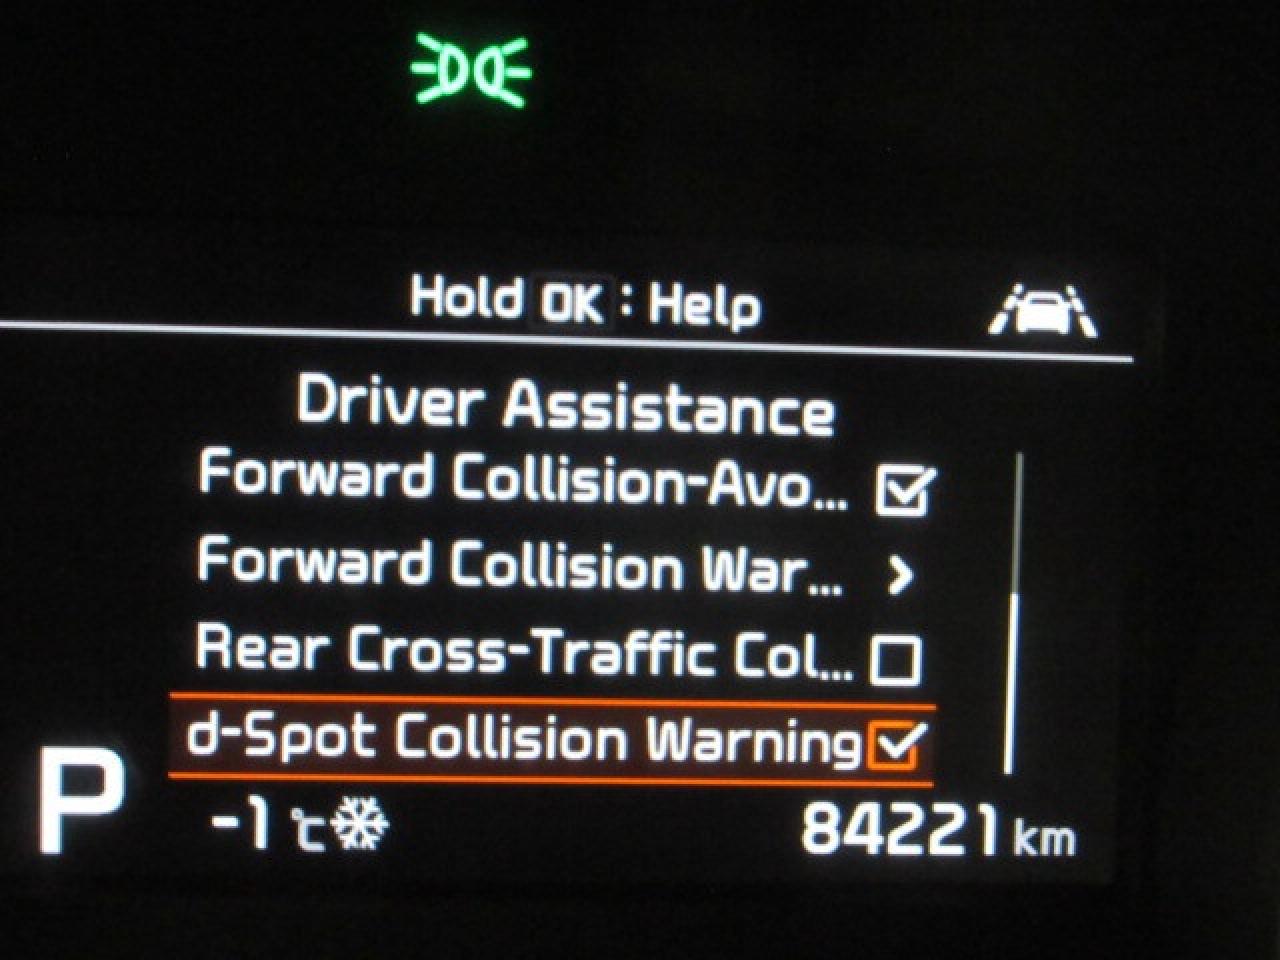 Hold OK : Help
Driver Assistance
Forward Collision-Avo...
Forward Collision War... >
Rear Cross-Traffic Col...
d-Spot Collision Warning
P
-1 °C
84221 km